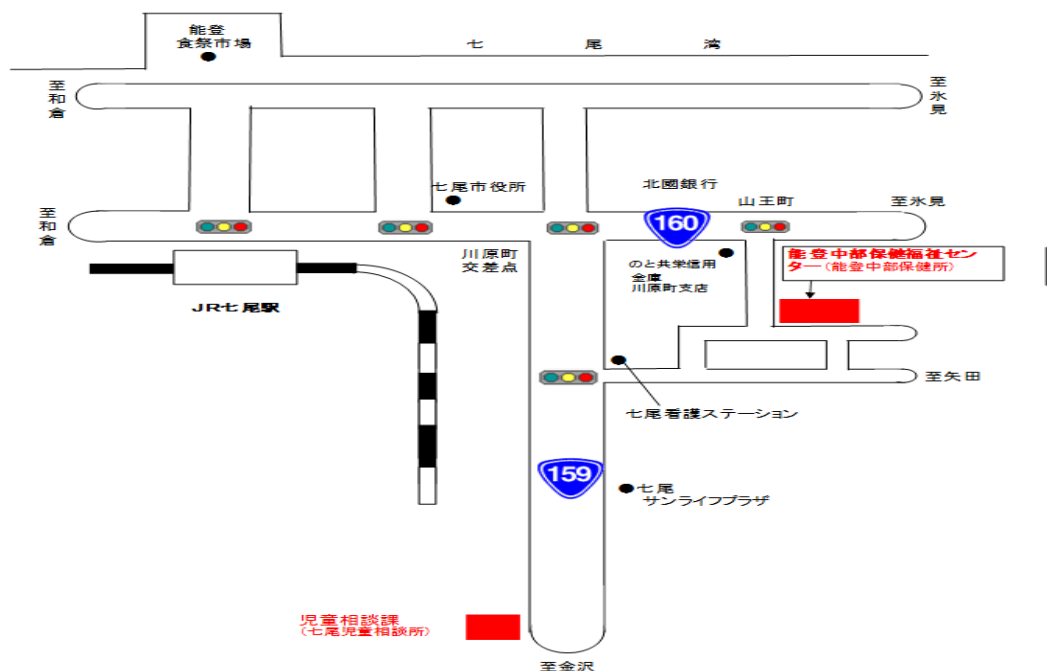 能登
食祭市場
七尾湾
至和倉
至氷見
七尾市役所
北國銀行
山王町
至氷見
至和倉
160
川原町
交差点
のと共栄信用
金庫
川原町支店
能登中部保健福祉セン
ター(能登中部保健所)
JR七尾駅
至矢田
七尾看護ステーション
159
七尾
サンライフプラザ
児童相談課
(七尾児童相談所)
至金沢